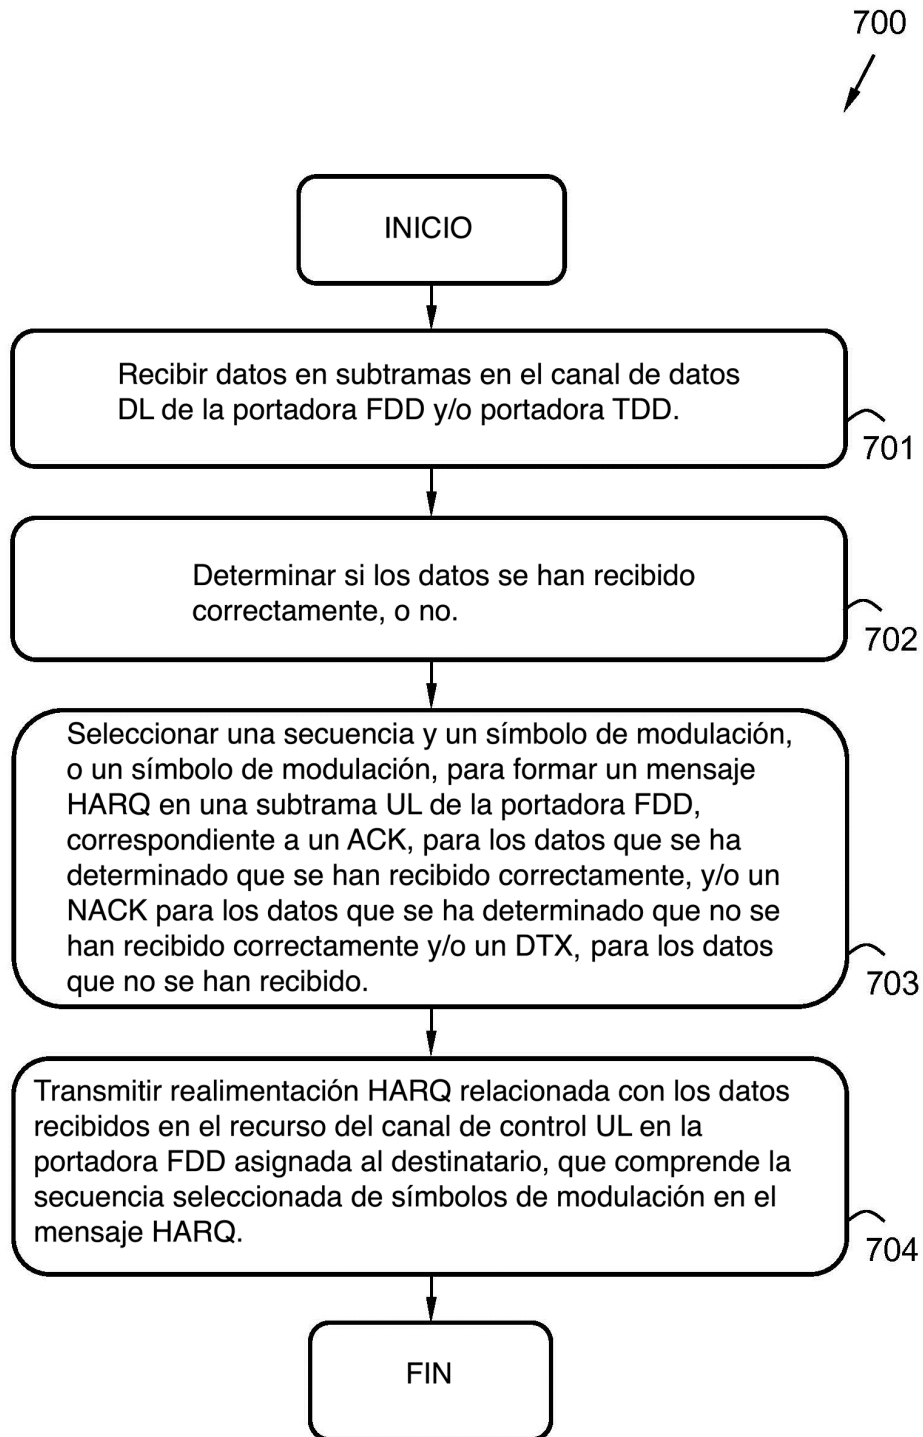 700
INICIO
Recibir datos en subtramas en el canal de datos
DL de la portadora FDD y/o portadora TDD.
701
Determinar si los datos se han recibido
correctamente, o no.
702
Seleccionar una secuencia y un símbolo de modulación,
o un símbolo de modulación, para formar un mensaje
HARQ en una subtrama UL de la portadora FDD,
correspondiente a un ACK, para los datos que se ha
determinado que se han recibido correctamente, y/o un
NACK para los datos que se ha determinado que no se
han recibido correctamente y/o un DTX, para los datos
que no se han recibido.
703
Transmitir realimentación HARQ relacionada con los datos
recibidos en el recurso del canal de control UL en la
portadora FDD asignada al destinatario, que comprende la
secuencia seleccionada de símbolos de modulación en el
mensaje HARQ.
704
FIN